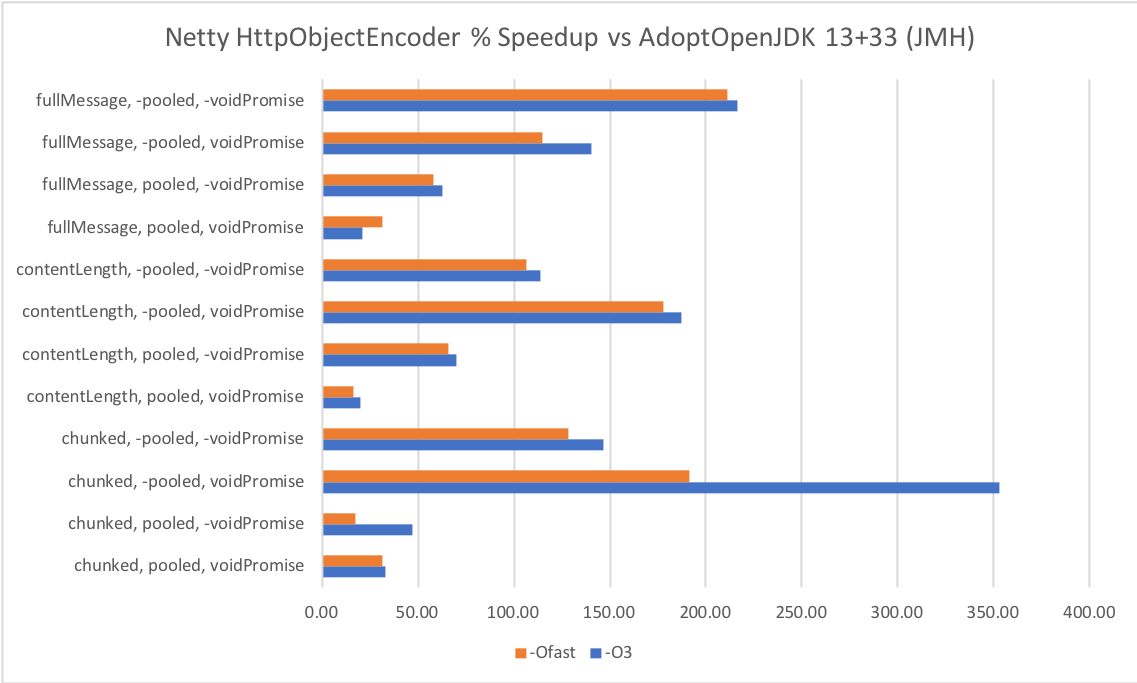 Netty HttpObjectEncoder % Speedup vs AdoptOpenJDK 13+33 (JMH)
fullMessage, -pooled, -voidPromise
fullMessage, -pooled, voidPromise
fullMessage, pooled, -voidPromise
fullMessage, pooled, voidPromise
contentLength, -pooled, -voidPromise
contentLength, -pooled, voidPromise
contentLength, pooled, -voidPromise
contentLength, pooled, voidPromise
chunked, -pooled, -voidPromise
chunked, -pooled, voidPromise
chunked, pooled, -voidPromise
chunked, pooled, voidPromise
0.00 50.00 100.00 150.00 200.00 250.00 300.00 350.00 400.00
-Ofast -O3